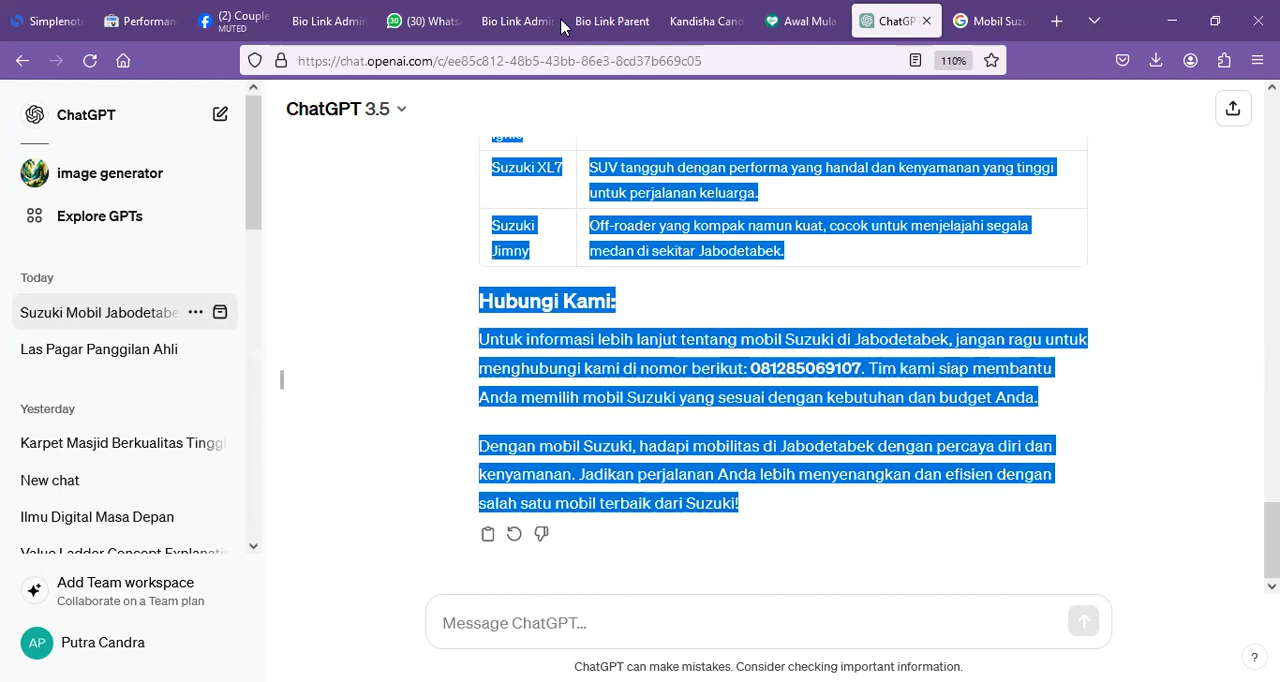 Simplenote
Performan
(2) Couple
MUTED
Bio Link Admin
(30) Whats
Bio Link Admin
Bio Link Parent
Kandisha Cand
Awal Mula
ChatGP
Mobil Suzu
https://chat.openai.com/c/ee85c812-48b5-43bb-86e3-8cd37b669c05
110%
ChatGPT
image generator
Explore GPTs
Today
Suzuki Mobil Jabodetabe
Las Pagar Panggilan Ahli
Yesterday
Karpet Masjid Berkualitas Tinggi
New chat
Ilmu Digital Masa Depan
Value Ladder Concept Explanatio
Add Team workspace
Collaborate on a Team plan
AP
Putra Candra
ChatGPT 3.5
Ignis
Suzuki XL7
SUV tangguh dengan performa yang handal dan kenyamanan yang tinggi
untuk perjalanan keluarga.
Suzuki
Jimny
Off-roader yang kompak namun kuat, cocok untuk menjelajahi segala
medan di sekitar Jabodetabek.
Hubungi Kami:
Untuk informasi lebih lanjut tentang mobil Suzuki di Jabodetabek, jangan ragu untuk
menghubungi kami di nomor berikut: 081285069107. Tim kami siap membantu
Anda memilih mobil Suzuki yang sesuai dengan kebutuhan dan budget Anda.
Dengan mobil Suzuki, hadapi mobilitas di Jabodetabek dengan percaya diri dan
kenyamanan. Jadikan perjalanan Anda lebih menyenangkan dan efisien dengan
salah satu mobil terbaik dari Suzuki!
Message ChatGPT...
ChatGPT can make mistakes. Consider checking important information.
?